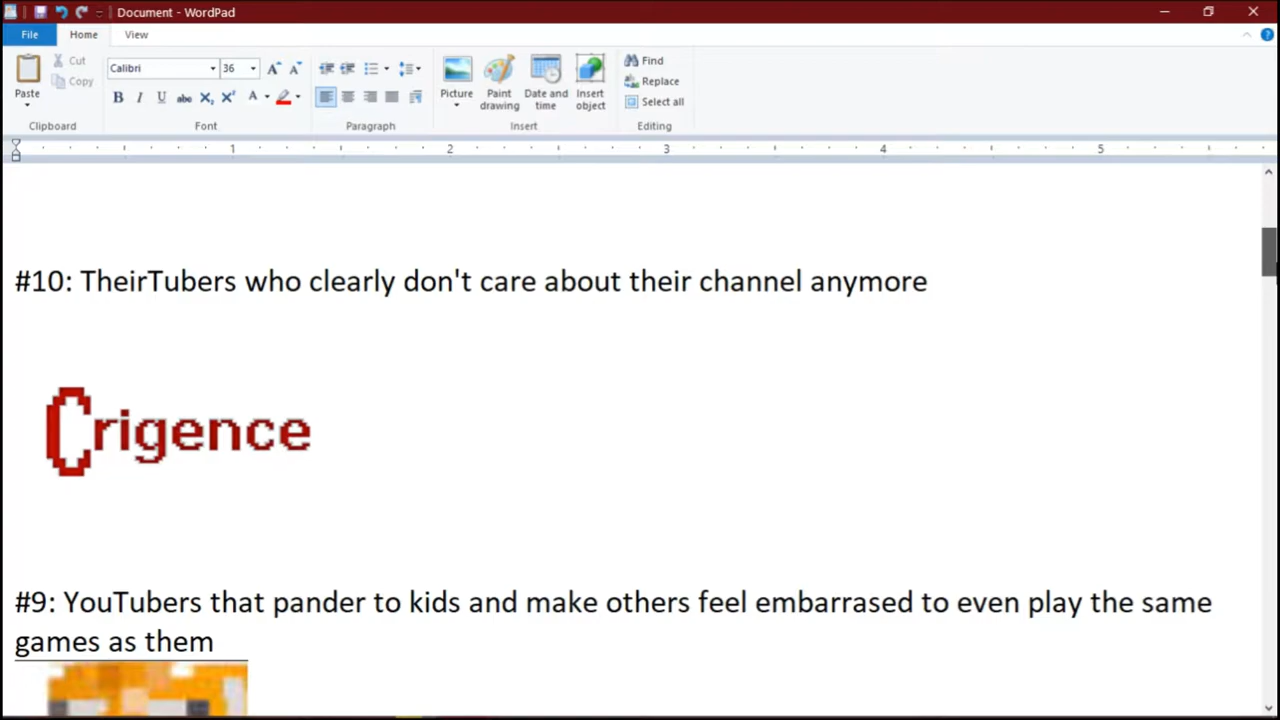 Document - WordPad
File Home View
Cut
Copy
Paste
Calibri 36
Clipboard
Font
Paragraph
Picture
Paint drawing
Date and time
Insert object
Insert
Find
Replace
Select all
Editing
1 2 3 4 5
#10: TheirTubers who clearly don't care about their channel anymore
Crigence
#9: YouTubers that pander to kids and make others feel embarrased to even play the same
games as them